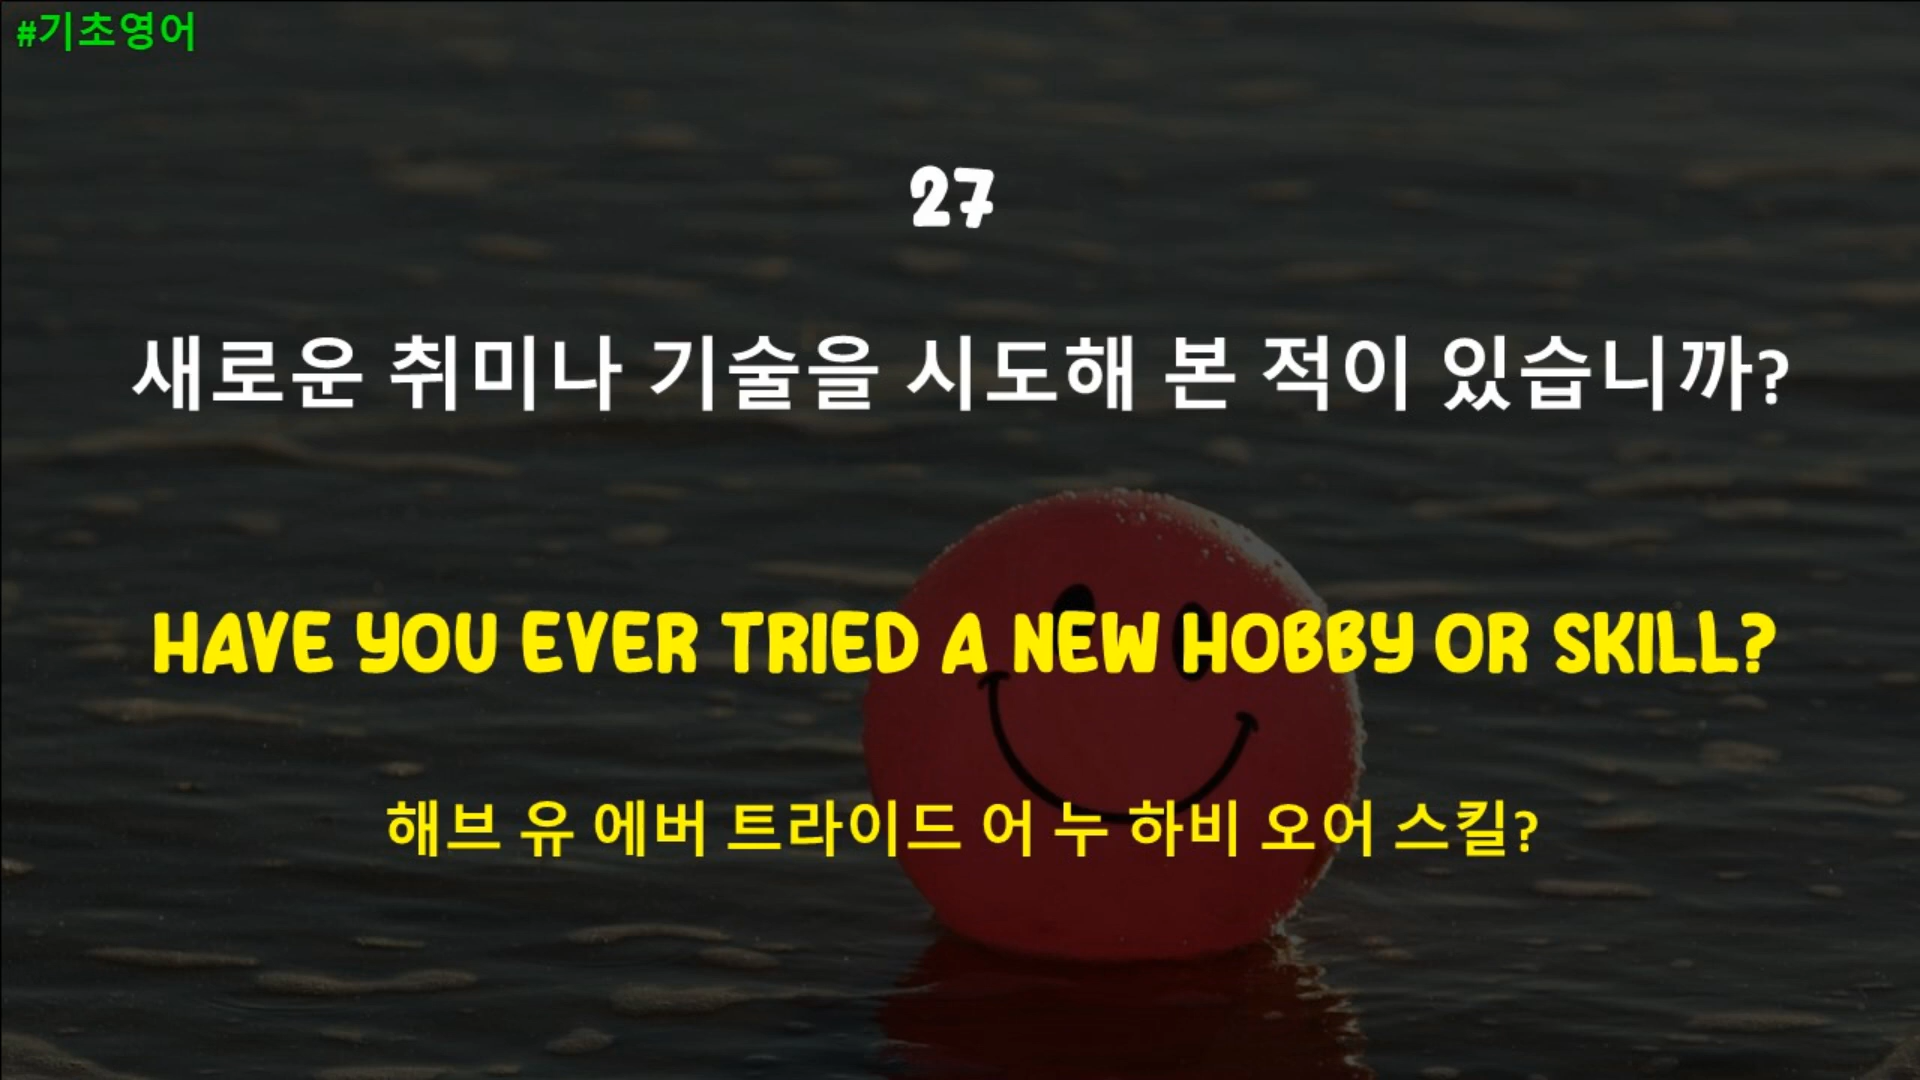 #기초영어
27
새로운 취미나 기술을 시도해 본 적이 있습니까?
HAVE YOU EVER TRIED A NEW HOBBY OR SKILL?
해브 유 에버 트라이드 어 누 하비 오어 스킬?